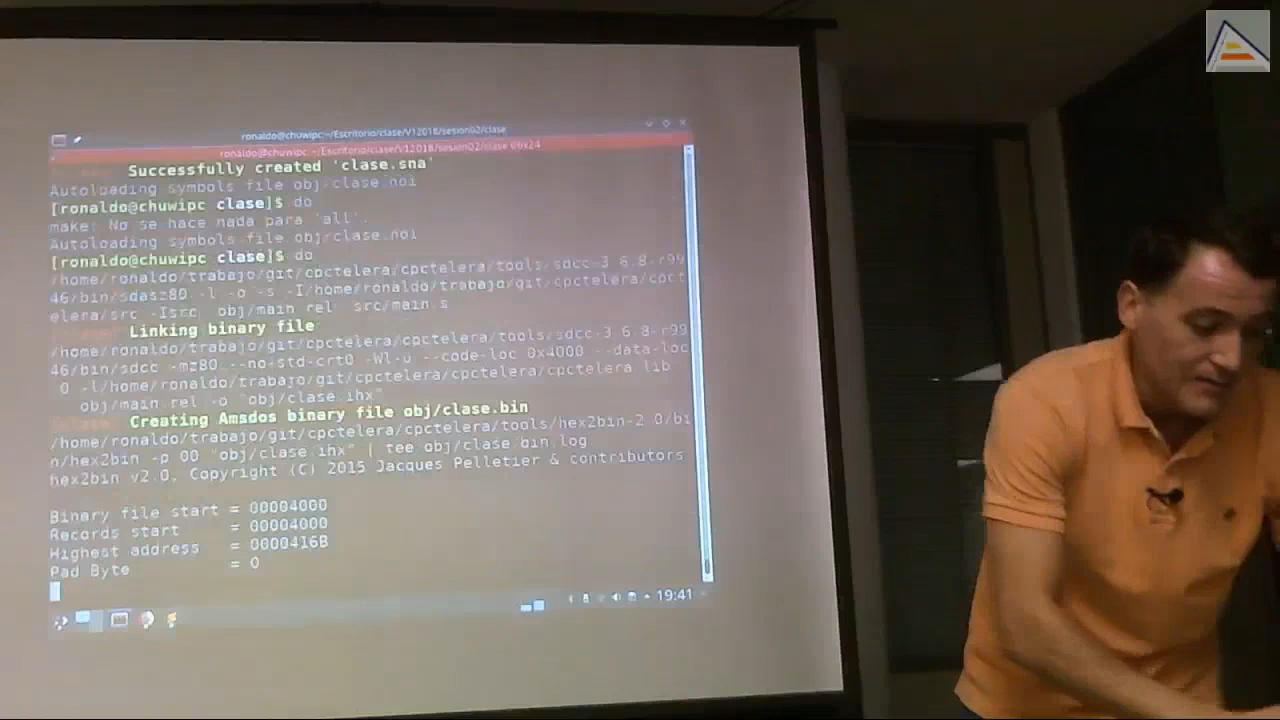 ronaldo@chuwipc:~/Escritorio/clase/V12018/sesion02/clase
ronaldo@chuwipc ~/Escritorio/clase/V12018/sesion02/clase
Successfully created 'clase.sna'
Autoloading symbols file obj/clase.noi
[ronaldo@chuwipc clase]$ do
make: No se hace nada para 'all'.
Autoloading symbols file obj/clase.noi
[ronaldo@chuwipc clase]$ do
/home/ronaldo/trabajo/git/cpctelera/cpctelera/tools/sdcc-3.6.8-r99
46/bin/sdasz80 -l -o -s -I/home/ronaldo/trabajo/git/cpctelera/cpct
elera/src -Isrc obj/main.rel src/main.s
Linking binary file
/home/ronaldo/trabajo/git/cpctelera/cpctelera/tools/sdcc-3.6.8-r99
46/bin/sdcc -mz80 --no-std-crt0 -Wl-u --code-loc 0x4000 --data-loc
0 -l/home/ronaldo/trabajo/git/cpctelera/cpctelera/cpctelera.lib
obj/main.rel -o "obj/clase.ihx"
Creating Amsdos binary file obj/clase.bin
/home/ronaldo/trabajo/git/cpctelera/cpctelera/tools/hex2bin-2.0/bi
n/hex2bin -p 00 "obj/clase.ihx" | tee obj/clase.bin.log
hex2bin v2.0, Copyright (C) 2015 Jacques Pelletier & contributors
Binary file start = 00004000
Records start = 00004000
Highest address = 0000416B
Pad Byte = 0
19:41